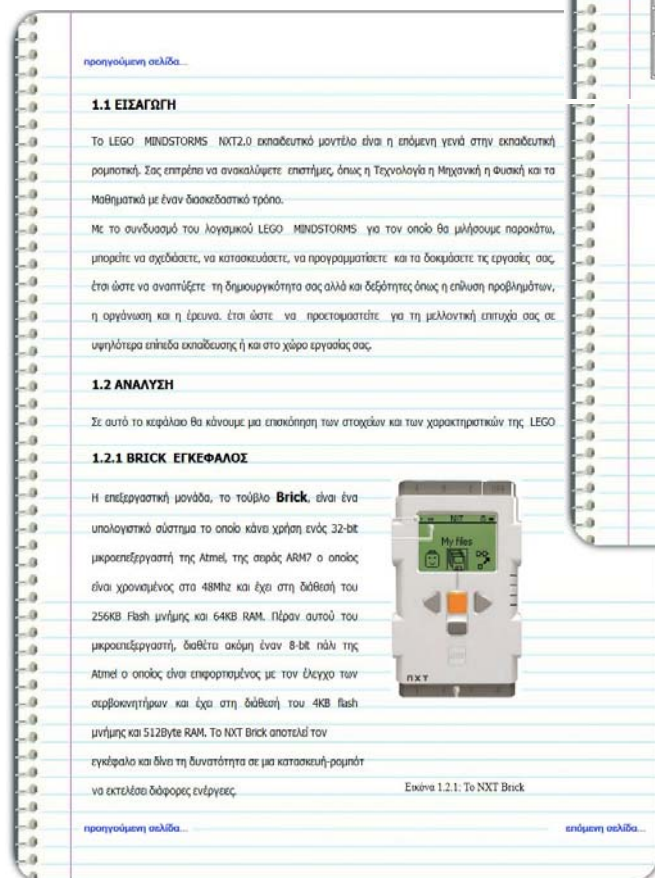 προηγούμενη σελίδα...
1.1 ΕΙΣΑΓΩΓΗ
Το LEGO MINDSTORMS NXT2.0 εκπαιδευτικό μοντέλο είναι η επόμενη γενιά στην εκπαιδευτική
ρομποτική. Σας επιτρέπει να ανακαλύψετε επιστήμες, όπως η Τεχνολογία η Μηχανική η Φυσική και τα
Μαθηματικά με έναν διασκεδαστικό τρόπο.
Με το συνδυασμό του λογισμικού LEGO MINDSTORMS για τον οποίο θα μιλήσουμε παρακάτω,
μπορείτε να σχεδιάσετε, να κατασκευάσετε, να προγραμματίσετε και τα δοκιμάσετε τις εργασίες σας,
έτσι ώστε να αναπτύξετε τη δημιουργικότητα σας αλλά και δεξιότητες όπως η επίλυση προβλημάτων,
η οργάνωση και η έρευνα. έτσι ώστε να προετοιμαστείτε για τη μελλοντική επιτυχία σας σε
υψηλότερα επίπεδα εκπαίδευσης ή και στο χώρο εργασίας σας.
1.2 ΑΝΑΛΥΣΗ
Σε αυτό το κεφάλαιο θα κάνουμε μια επισκόπηση των στοιχείων και των χαρακτηριστικών της LEGO
1.2.1 BRICK ΕΓΚΕΦΑΛΟΣ
Η επεξεργαστική μονάδα, το τούβλο Brick, είναι ένα
υπολογιστικό σύστημα το οποίο κάνει χρήση ενός 32-bit
μικροεπεξεργαστή της Atmel, της σειράς ARM7 ο οποίος
είναι χρονισμένος στα 48Mhz και έχει στη διάθεσή του
256KB Flash μνήμης και 64KB RAM. Πέραν αυτού του
μικροεπεξεργαστή, διαθέτει ακόμη έναν 8-bit πάλι της
Atmel ο οποίος είναι επιφορτισμένος με τον έλεγχο των
σερβοκινητήρων και έχει στη διάθεσή του 4KB flash
μνήμης και 512Byte RAM. Το NXT Brick αποτελεί τον
εγκέφαλο και δίνει τη δυνατότητα σε μια κατασκευή-ρομπότ
να εκτελέσει διάφορες ενέργειες.
NXT
My files
NXT
Εικόνα 1.2.1: Το NXT Brick
προηγούμενη σελίδα...
επόμενη σελίδα...